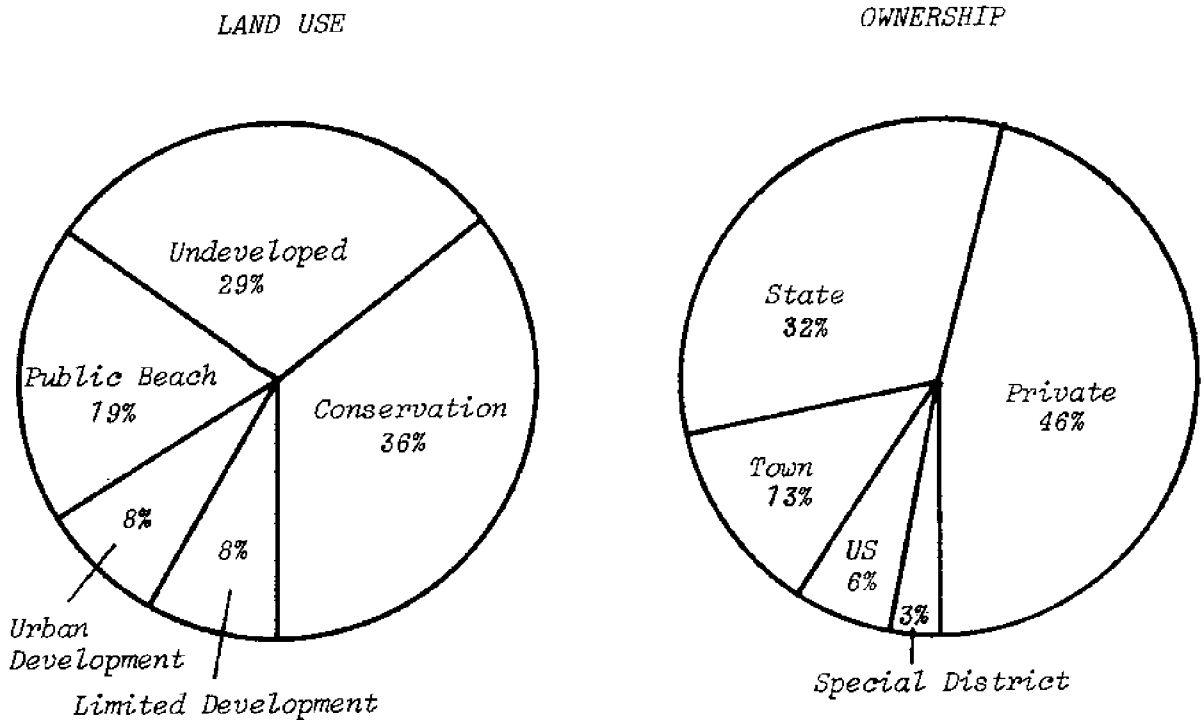 LAND USE
Undeveloped
29%
Public Beach
19%
Conservation
36%
8%
8%
Urban
Development
Limited Development
OWNERSHIP
State
32%
Private
46%
Town
13%
US
6%
3%
Special District